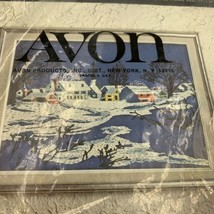 AVON
AVON PRODUCTS, INC., DIST., NEW YORK, N. Y.